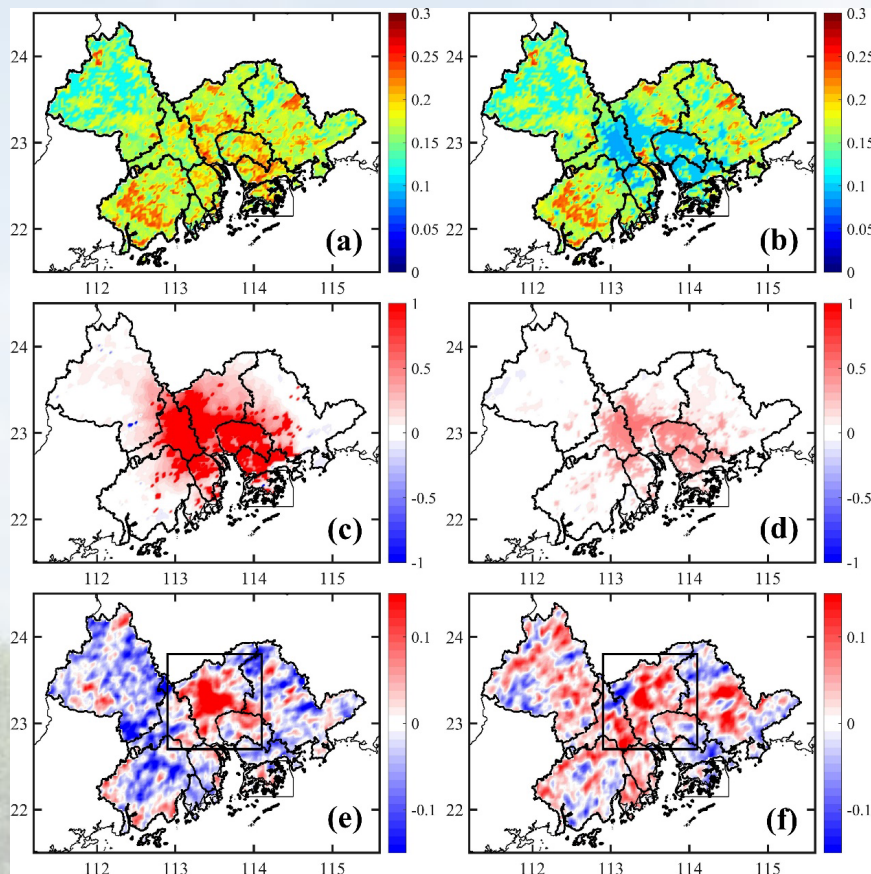 0.3 0.3
24 0.25 24 0.25
0.2 0.2
23 0.15 23 0.15
0.1 0.1
22 (a) 0.05 22 (b) 0.05
0 0
112 113 114 115 112 113 114 115
1 1
24 24
0.5 0.5
23 0 23 0
-0.5 -0.5
22 (c) 22 (d)
-1 -1
112 113 114 115 112 113 114 115
24 0.1 24 0.1
23 0 23 0
22 (e) -0.1 22 (f) -0.1
112 113 114 115 112 113 114 115